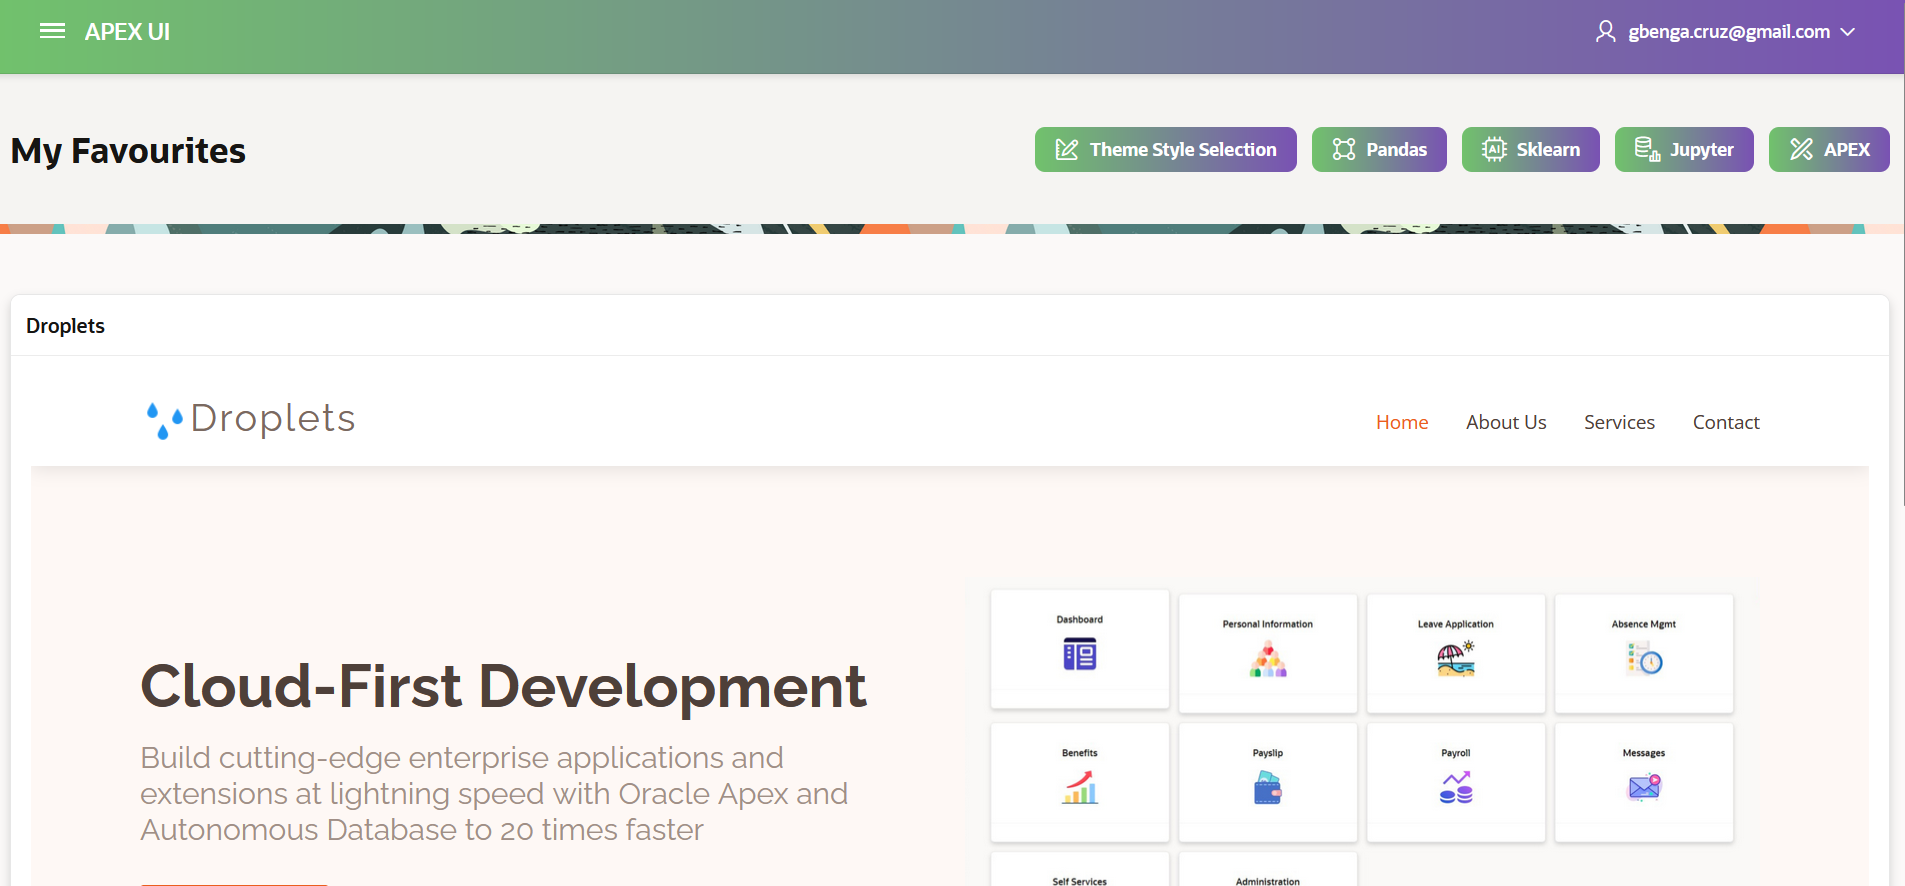 APEX UI
gbenga.cruz@gmail.com
My Favourites
Theme Style Selection
Pandas
AI
Sklearn
Jupyter
APEX
Droplets
Droplets
Home
About Us
Services
Contact
Cloud-First Development
Build cutting-edge enterprise applications and
extensions at lightning speed with Oracle Apex and
Autonomous Database to 20 times faster
Dashboard
Personal Information
Leave Application
Absence Mgmt
Benefits
Payslip
Payroll
Messages
Self Services
Administration